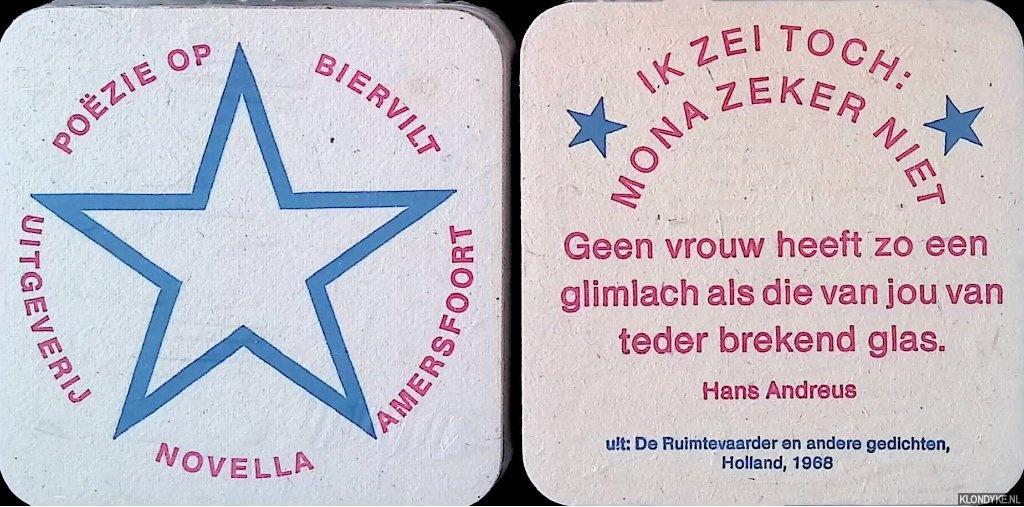 POËZIE OP BIERVILT
UITGEVERIJ
NOVELLA
AMERSFOORT
IK ZEI TOCH:
MONA ZEKER NIET
Geen vrouw heeft zo een
glimlach als die van jou van
teder brekend glas.
Hans Andreus
uit: De Ruimtevaarder en andere gedichten,
Holland, 1968
KLONDYKE.NL